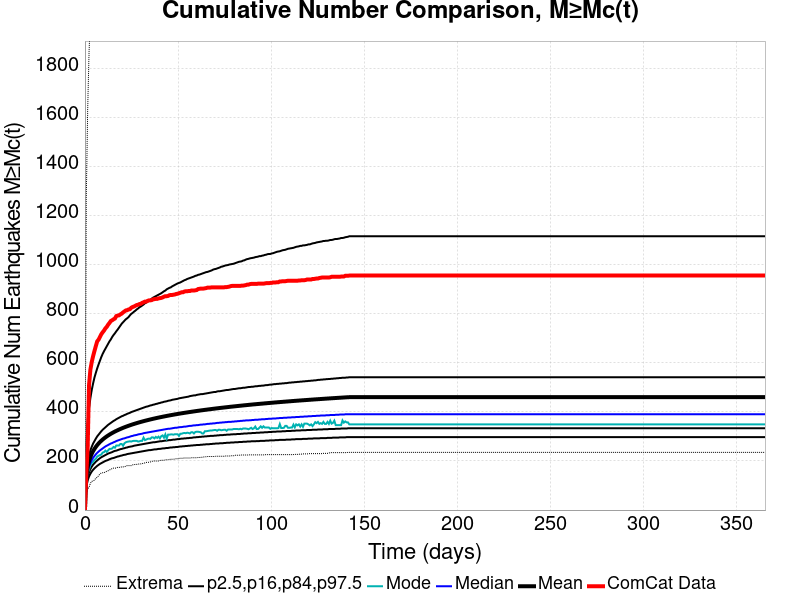 Cumulative Number Comparison, M≥Mc(t)
Cumulative Num Earthquakes M≥Mc(t)
1800
1600
1400
1200
1000
800
600
400
200
0
0 50 100 150 200 250 300 350
Time (days)
Extrema p2.5,p16,p84,p97.5 Mode Median Mean ComCat Data